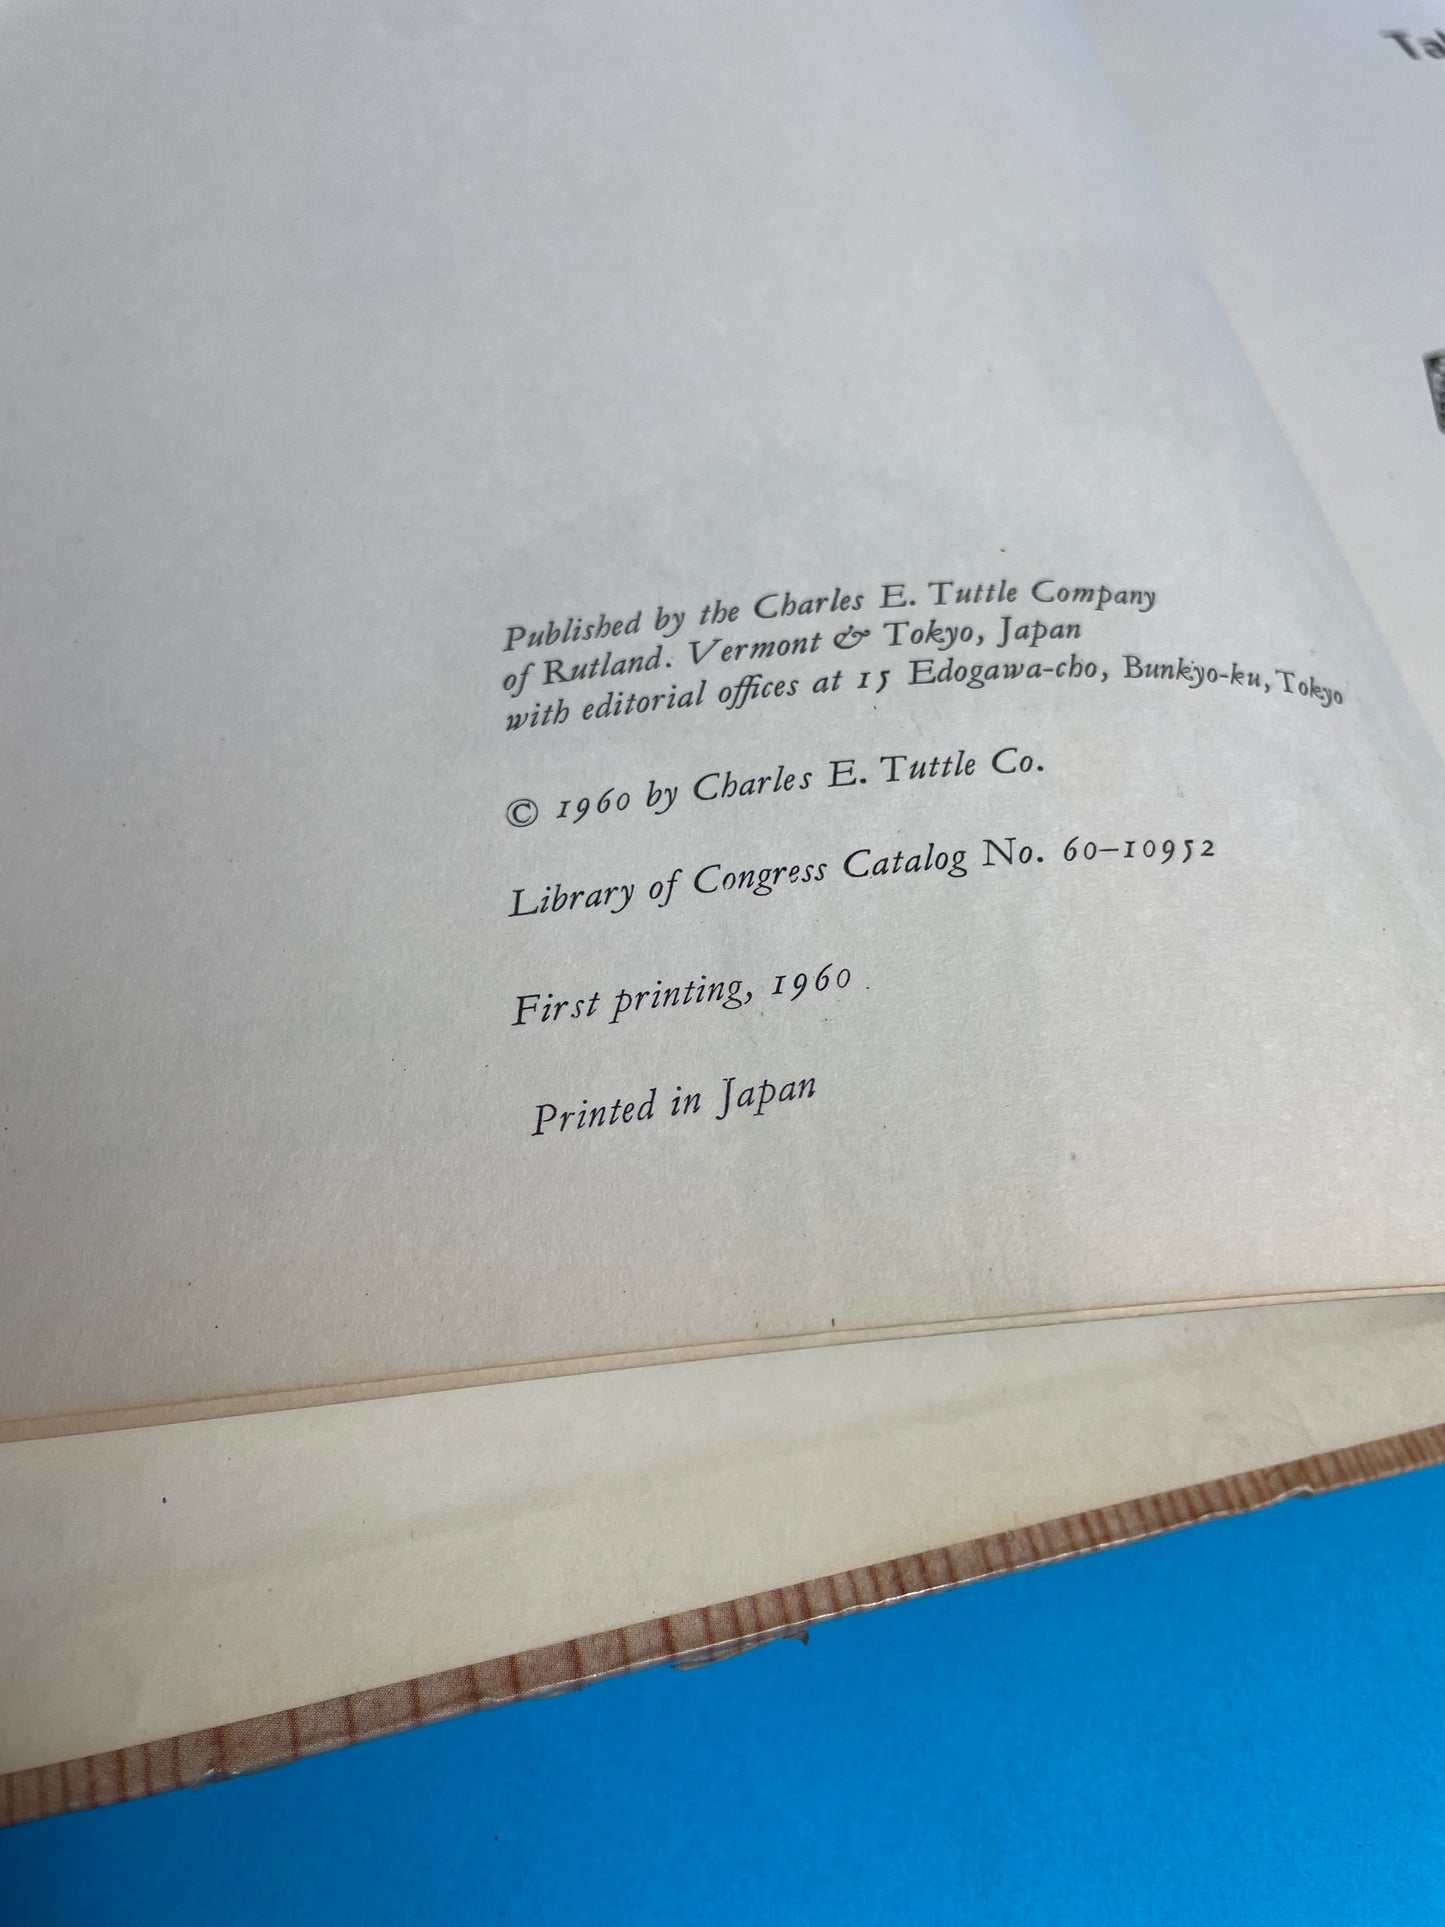 Published by the Charles E. Tuttle Company
of Rutland. Vermont & Tokyo, Japan
with editorial offices at 15 Edogawa-cho, Bunkyo-ku, Tokyo
© 1960 by Charles E. Tuttle Co.
Library of Congress Catalog No. 60–10952
First printing, 1960
Printed in Japan